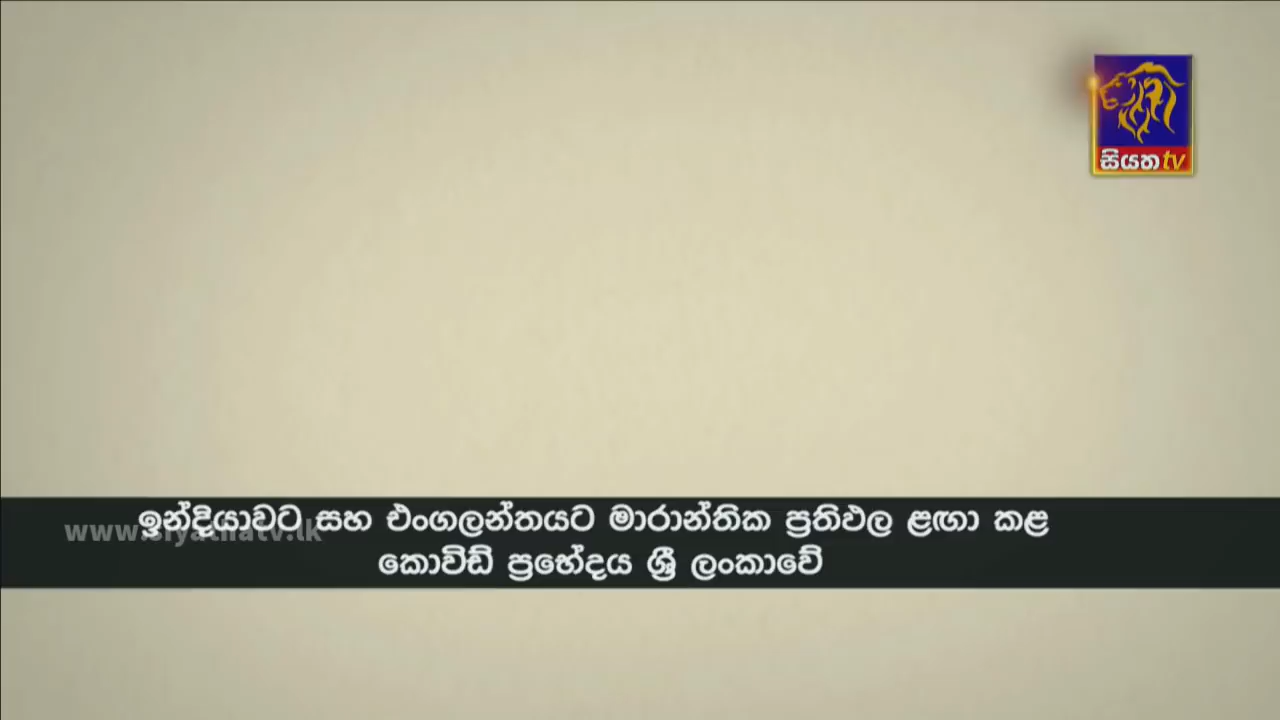 සියත tv
www.siyathatv.lk
ඉන්දියාවට සහ එංගලන්තයට මාරාන්තික ප්‍රතිඵල ළඟා කළ
කොවිඩ් ප්‍රභේදය ශ්‍රී ලංකාවේ